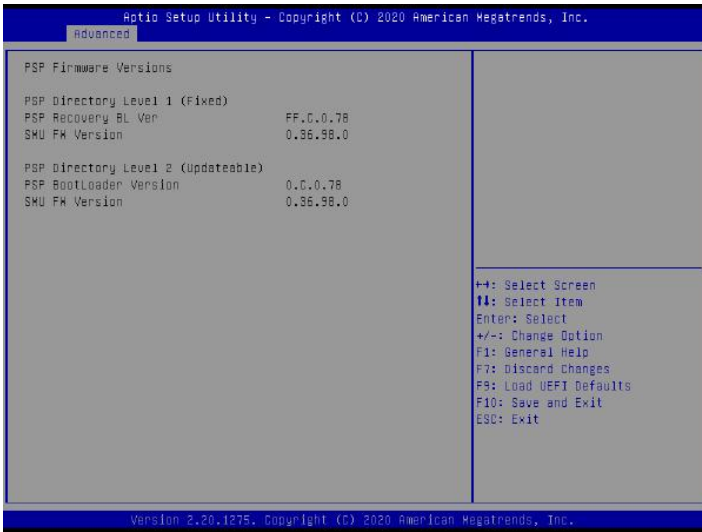 Aptio Setup Utility – Copyright (C) 2020 American Megatrends, Inc.
Advanced
PSP Firmware Versions
PSP Directory Level 1 (Fixed)
PSP Recovery BL Ver FF.C.0.78
SMU FW Version 0.36.98.0
PSP Directory Level 2 (Updateable)
PSP BootLoader Version 0.C.0.78
SMU FW Version 0.36.98.0
↔: Select Screen
↑↓: Select Item
Enter: Select
+/-: Change Option
F1: General Help
F7: Discard Changes
F9: Load UEFI Defaults
F10: Save and Exit
ESC: Exit
Version 2.20.1275. Copyright (C) 2020 American Megatrends, Inc.